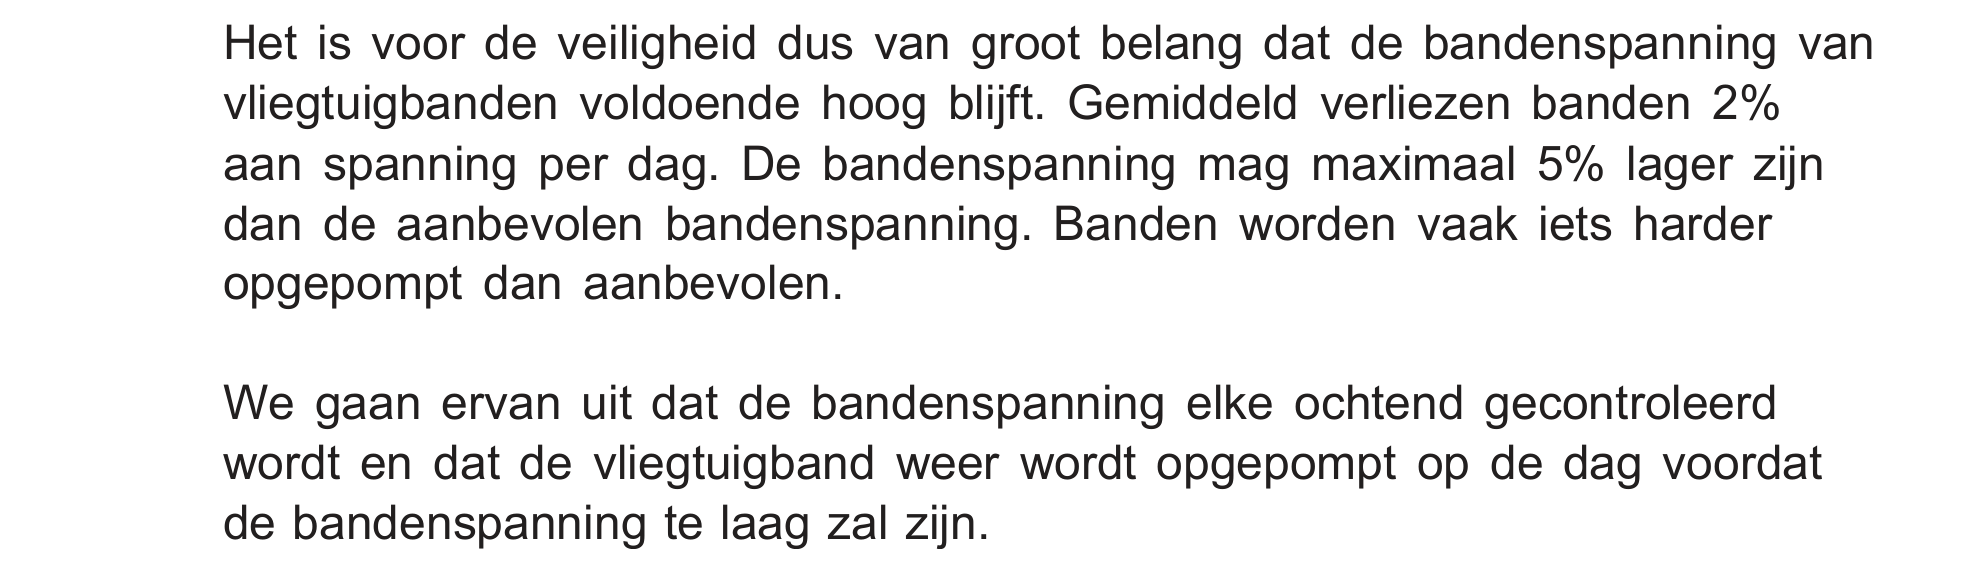 Het is voor de veiligheid dus van groot belang dat de bandenspanning van
vliegtuigbanden voldoende hoog blijft. Gemiddeld verliezen banden 2%
aan spanning per dag. De bandenspanning mag maximaal 5% lager zijn
dan de aanbevolen bandenspanning. Banden worden vaak iets harder
opgepompt dan aanbevolen.

We gaan ervan uit dat de bandenspanning elke ochtend gecontroleerd
wordt en dat de vliegtuigband weer wordt opgepompt op de dag voordat
de bandenspanning te laag zal zijn.